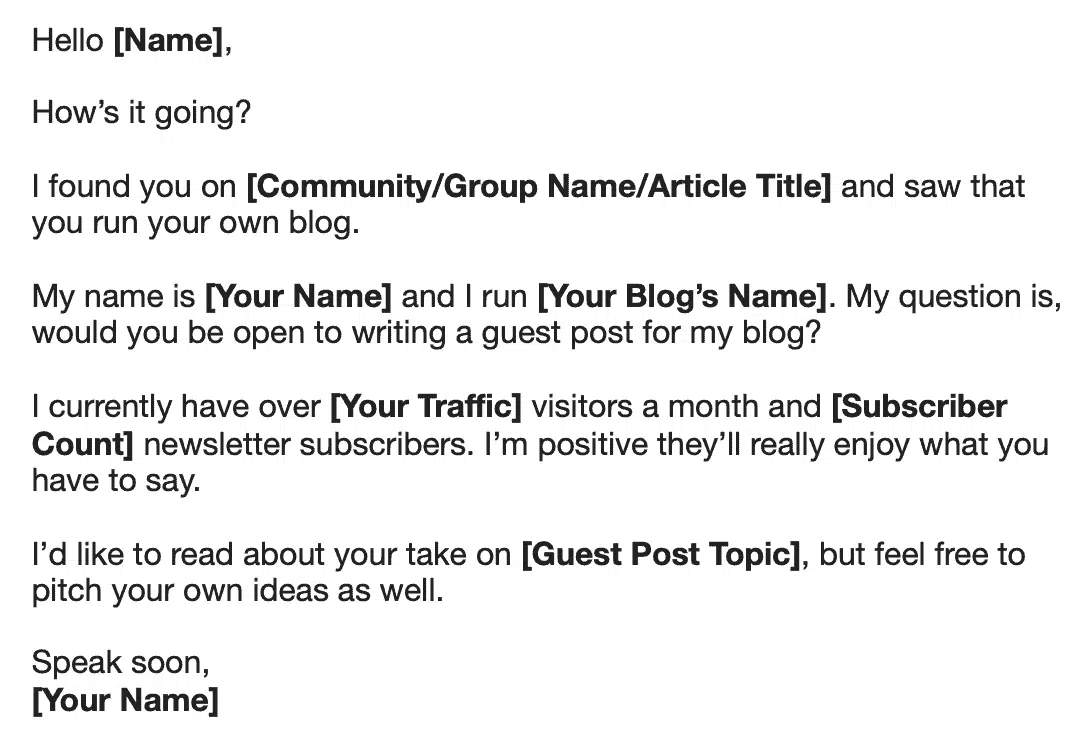 Hello [Name],
How’s it going?
I found you on [Community/Group Name/Article Title] and saw that
you run your own blog.
My name is [Your Name] and I run [Your Blog’s Name]. My question is,
would you be open to writing a guest post for my blog?
I currently have over [Your Traffic] visitors a month and [Subscriber
Count] newsletter subscribers. I’m positive they’ll really enjoy what you
have to say.
I’d like to read about your take on [Guest Post Topic], but feel free to
pitch your own ideas as well.
Speak soon,
[Your Name]